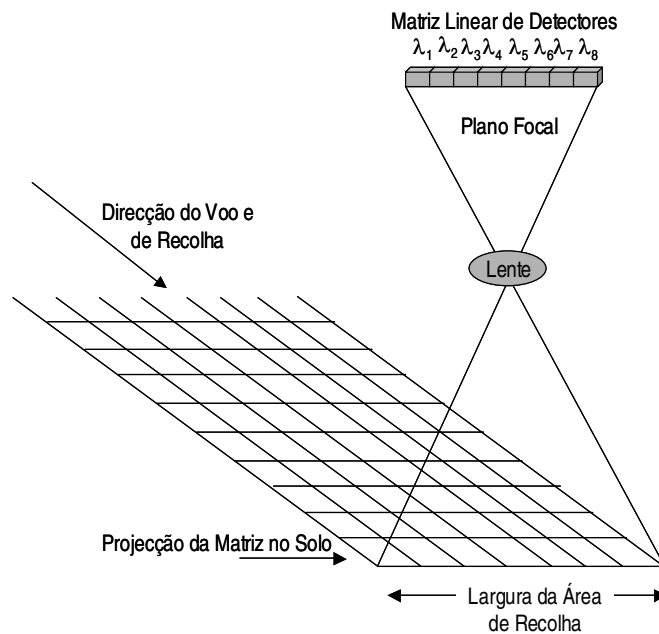 Matriz Linear de Detectores
λ1 λ2 λ3 λ4 λ5 λ6 λ7 λ8
Plano Focal
Direcção do Voo e
de Recolha
Lente
Projecção da Matriz no Solo
Largura da Área
de Recolha